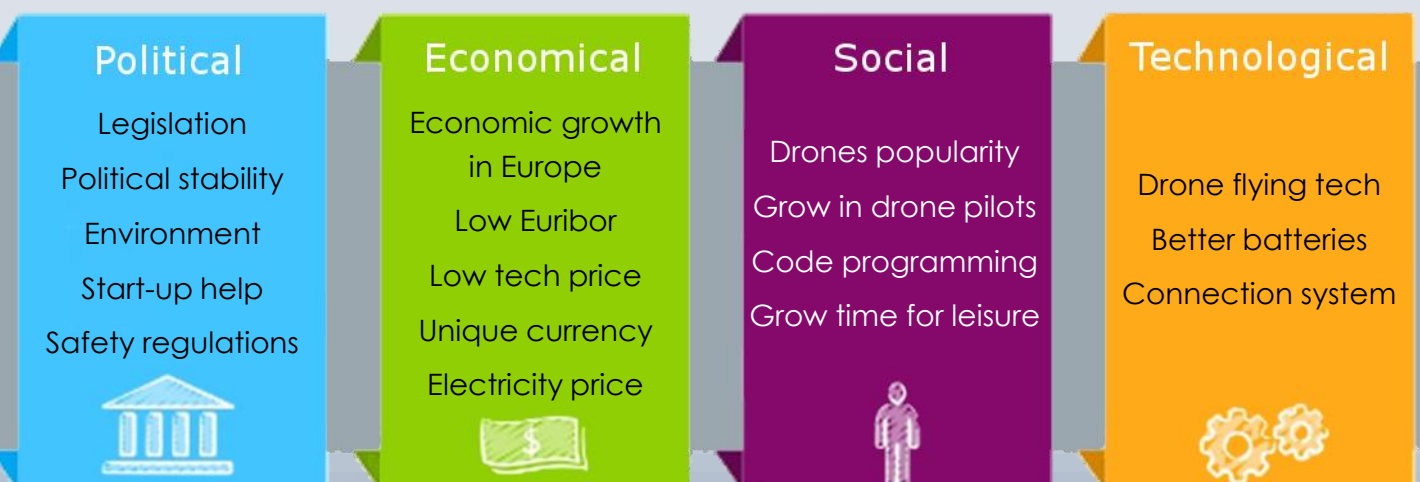 Political
Legislation
Political stability
Environment
Start-up help
Safety regulations
Economical
Economic growth
in Europe
Low Euribor
Low tech price
Unique currency
Electricity price
$
Social
Drones popularity
Grow in drone pilots
Code programming
Grow time for leisure
Technological
Drone flying tech
Better batteries
Connection system